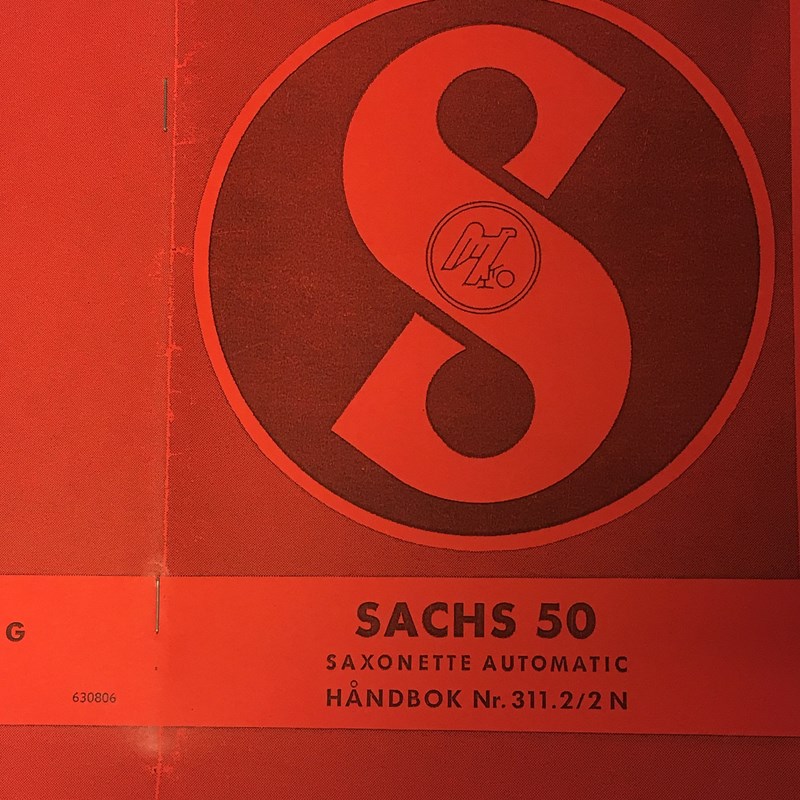 S
SACHS 50
SAXONETTE AUTOMATIC
HÅNDBOK Nr. 311.2/2 N
G
630806